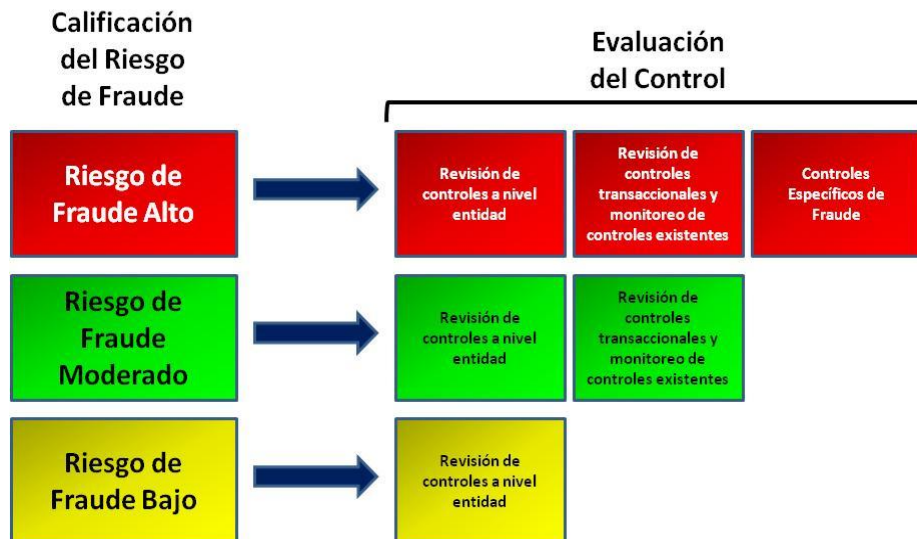 Calificación
del Riesgo
de Fraude
Evaluación
del Control
Riesgo de
Fraude Alto
Revisión de
controles a nivel
entidad
Revisión de
controles
transaccionales y
monitoreo de
controles existentes
Controles
Específicos de
Fraude
Riesgo de
Fraude
Moderado
Revisión de
controles a nivel
entidad
Revisión de
controles
transaccionales y
monitoreo de
controles existentes
Riesgo de
Fraude Bajo
Revisión de
controles a nivel
entidad